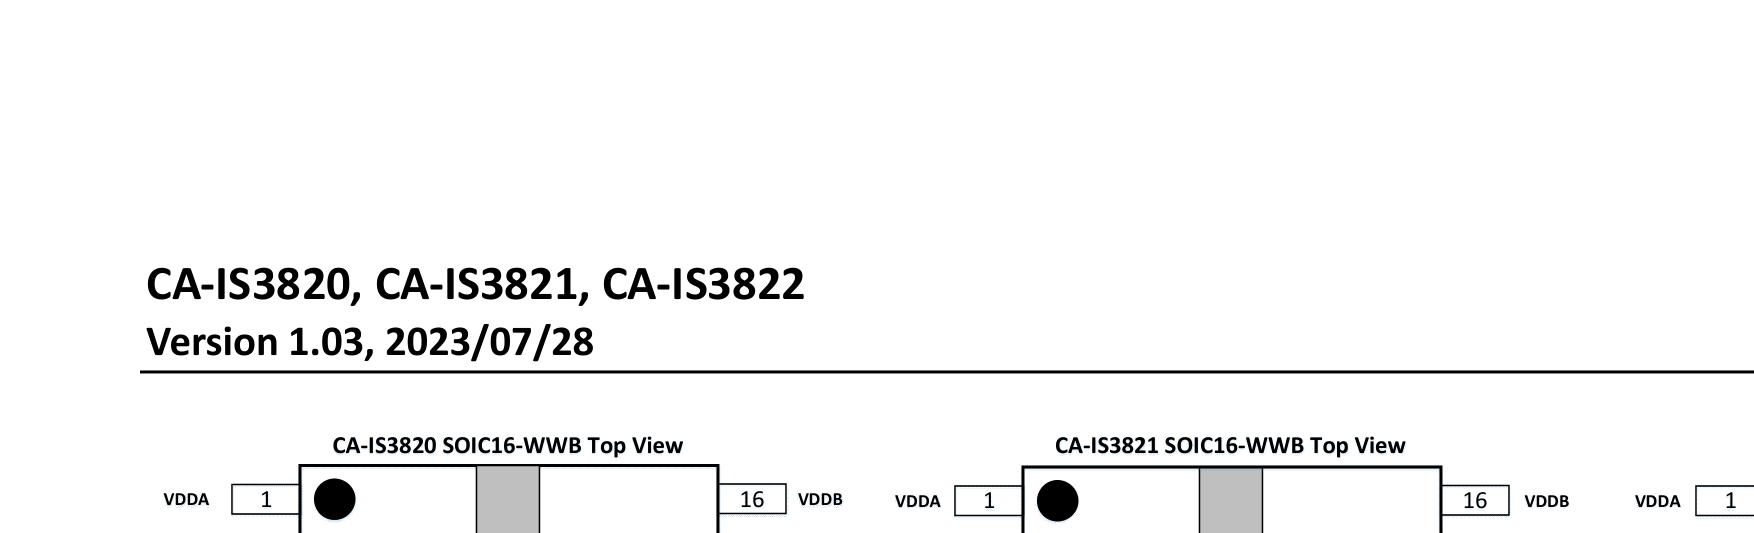 CA-IS3820, CA-IS3821, CA-IS3822
Version 1.03, 2023/07/28
CA-IS3820 SOIC16-WWB Top View
CA-IS3821 SOIC16-WWB Top View
VDDA 1 16 VDDB
VDDA 1 16 VDDB
VDDA 1